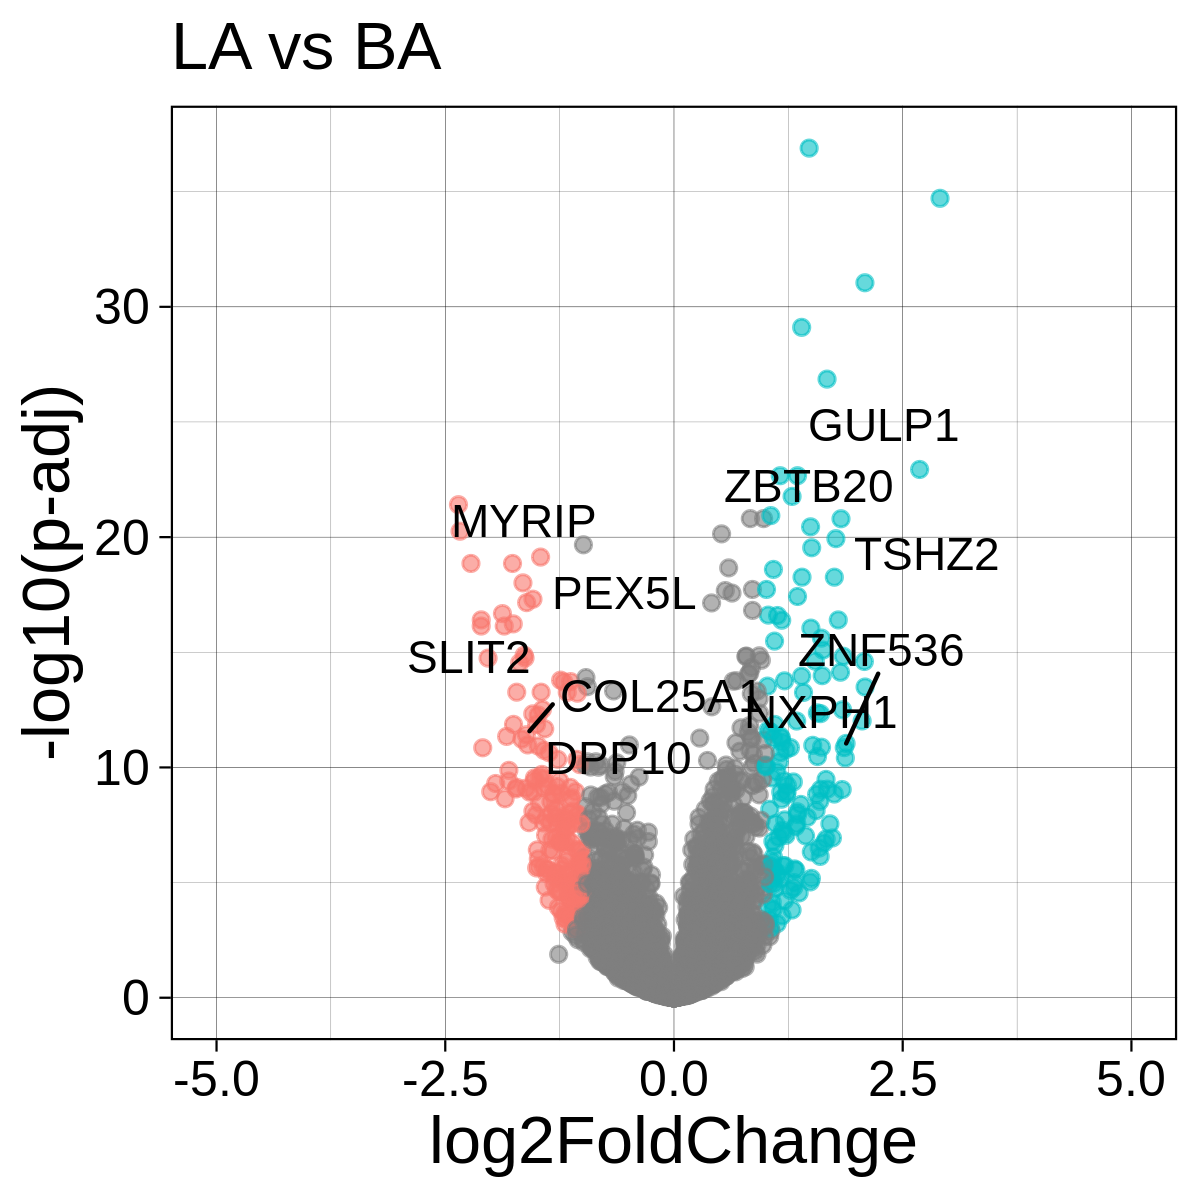 LA vs BA
-log10(p-adj)
30
20
10
0
GULP1
ZBTB20
MYRIP
TSHZ2
PEX5L
ZNF536
SLIT2
COL25A1
NXPH1
DPP10
-5.0
-2.5
0.0
2.5
5.0
log2FoldChange